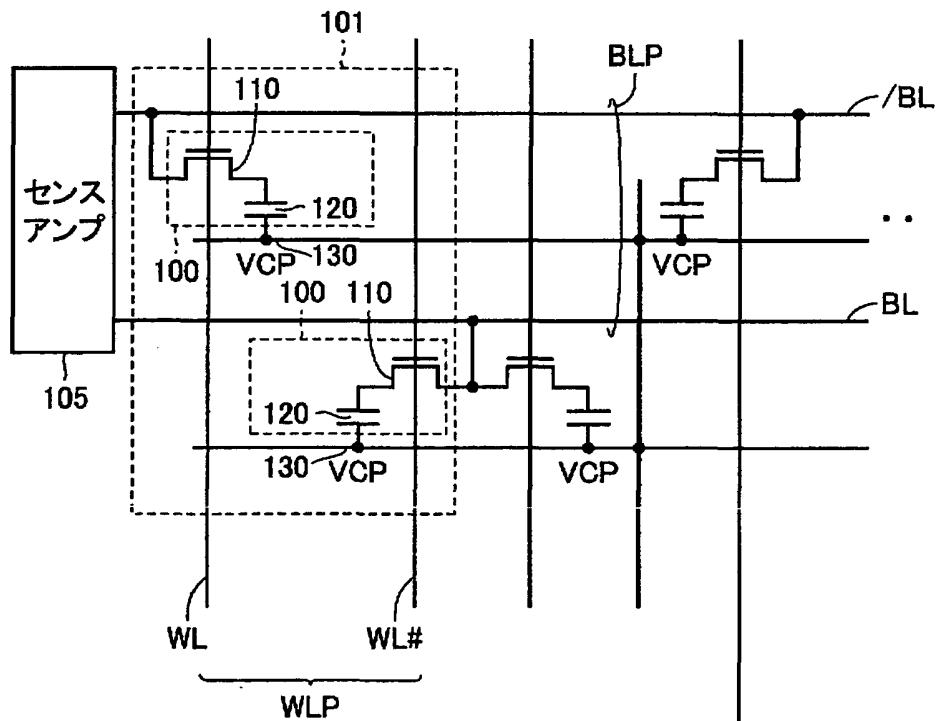 101
BLP
110
/BL
センス
アンプ
120
130
100
VCP
VCP
‥
100
110
BL
105
120
130
VCP
VCP
WL
WL#
WLP